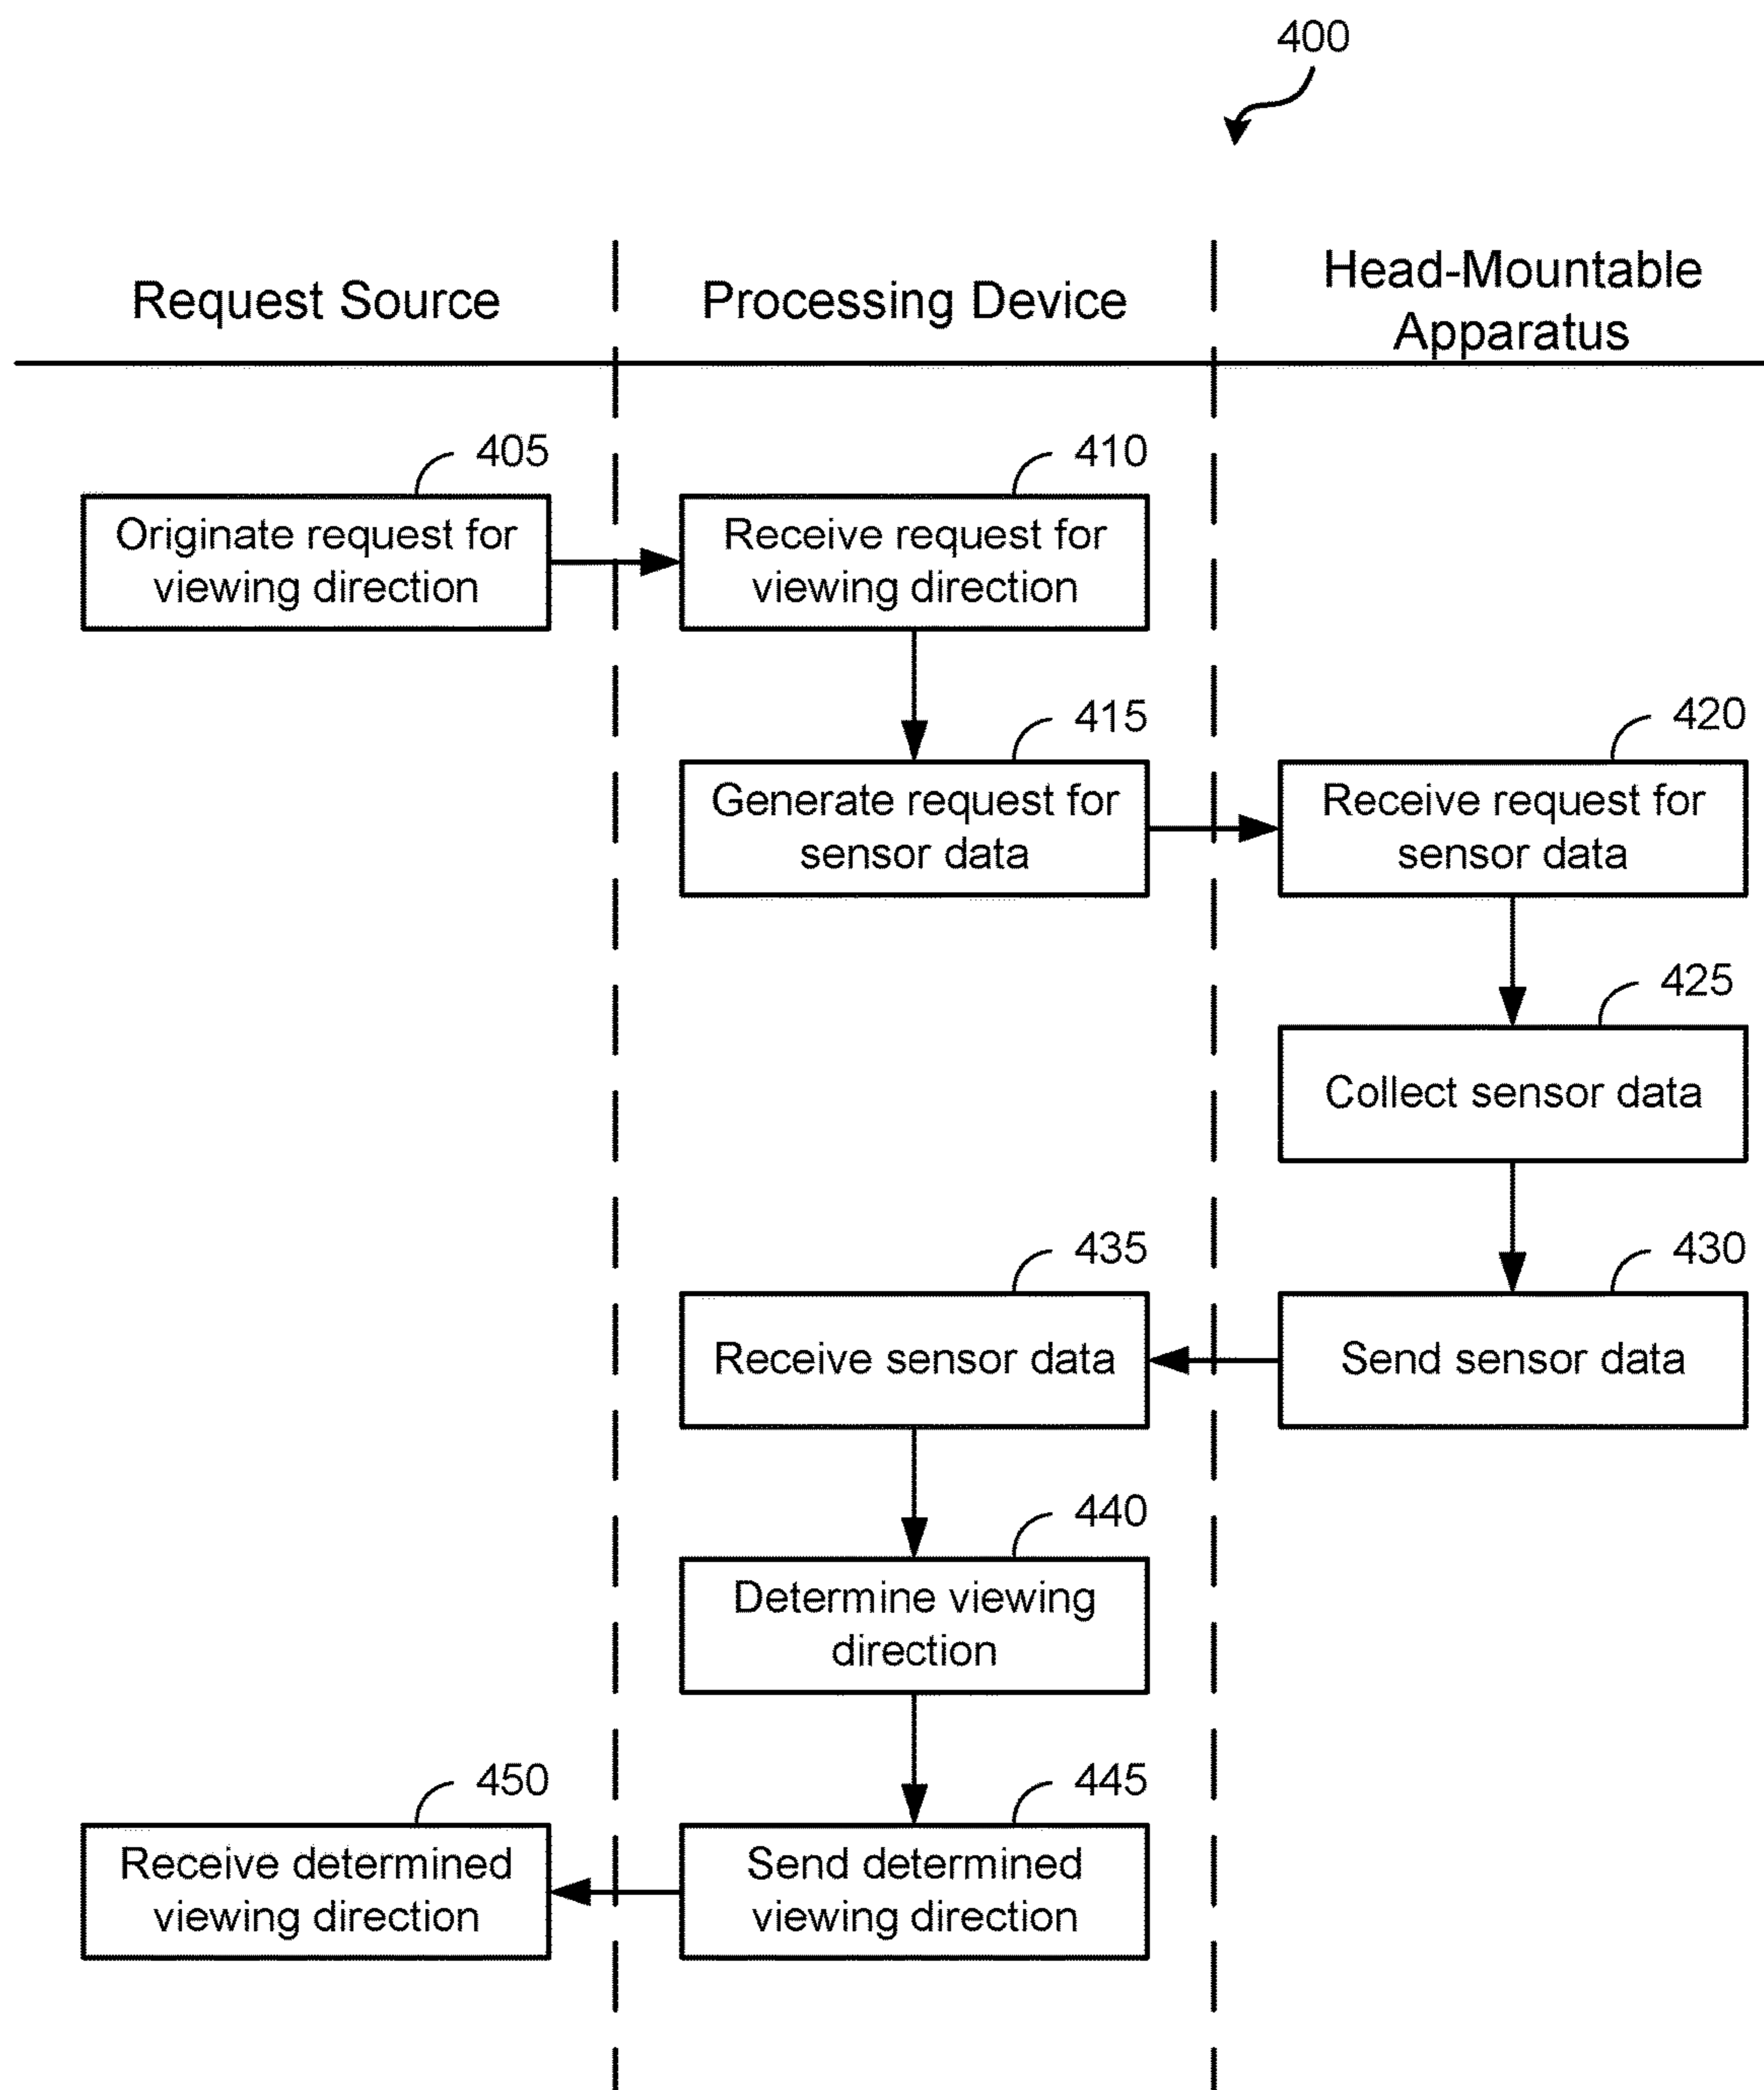 400
Request Source
Processing Device
Head-Mountable
Apparatus
405
Originate request for
viewing direction
410
Receive request for
viewing direction
415
Generate request for
sensor data
420
Receive request for
sensor data
425
Collect sensor data
430
Send sensor data
435
Receive sensor data
440
Determine viewing
direction
445
Send determined
viewing direction
450
Receive determined
viewing direction